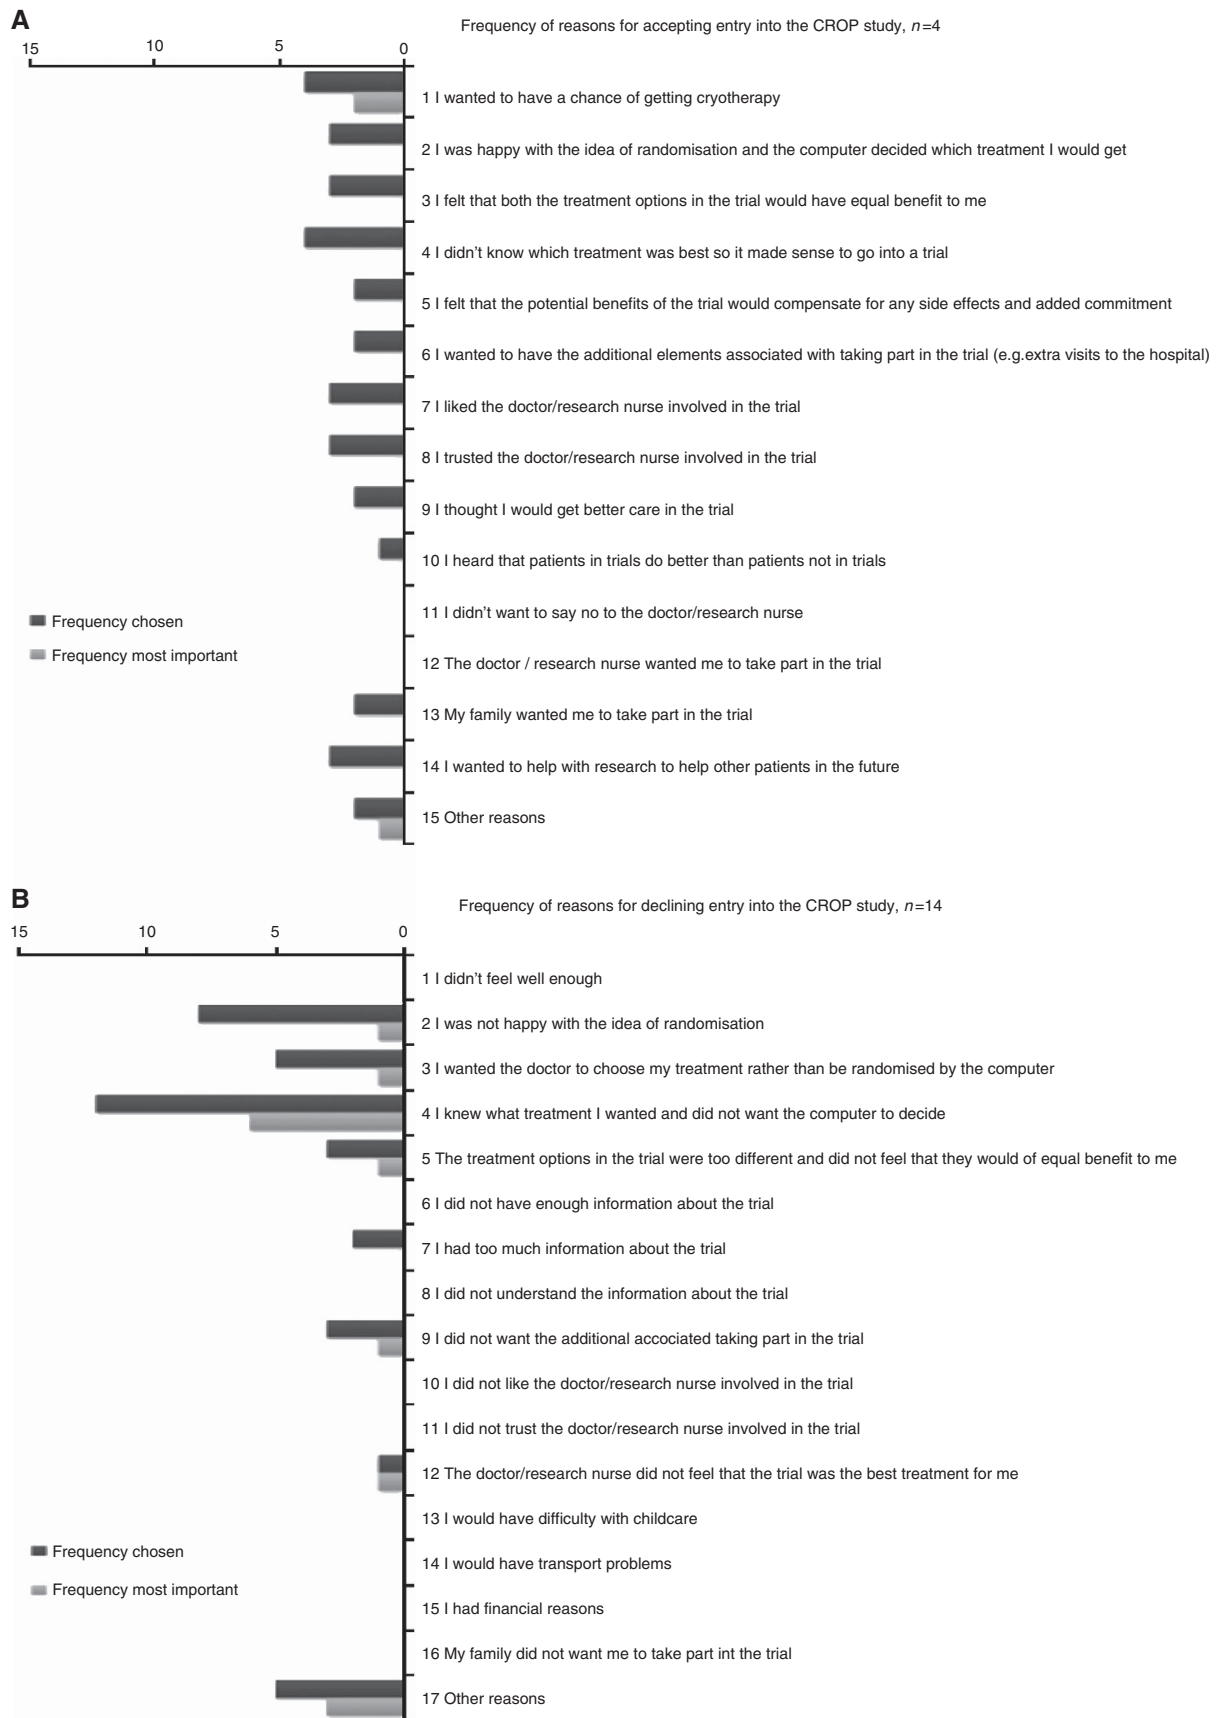 A
Frequency of reasons for accepting entry into the CROP study, n=4
15 10 5 0
1 I wanted to have a chance of getting cryotherapy
2 I was happy with the idea of randomisation and the computer decided which treatment I would get
3 I felt that both the treatment options in the trial would have equal benefit to me
4 I didn't know which treatment was best so it made sense to go into a trial
5 I felt that the potential benefits of the trial would compensate for any side effects and added commitment
6 I wanted to have the additional elements associated with taking part in the trial (e.g.extra visits to the hospital)
7 I liked the doctor/research nurse involved in the trial
8 I trusted the doctor/research nurse involved in the trial
9 I thought I would get better care in the trial
10 I heard that patients in trials do better than patients not in trials
11 I didn't want to say no to the doctor/research nurse
12 The doctor / research nurse wanted me to take part in the trial
13 My family wanted me to take part in the trial
14 I wanted to help with research to help other patients in the future
15 Other reasons
Frequency chosen
Frequency most important
B
Frequency of reasons for declining entry into the CROP study, n=14
15 10 5 0
1 I didn't feel well enough
2 I was not happy with the idea of randomisation
3 I wanted the doctor to choose my treatment rather than be randomised by the computer
4 I knew what treatment I wanted and did not want the computer to decide
5 The treatment options in the trial were too different and did not feel that they would of equal benefit to me
6 I did not have enough information about the trial
7 I had too much information about the trial
8 I did not understand the information about the trial
9 I did not want the additional accociated taking part in the trial
10 I did not like the doctor/research nurse involved in the trial
11 I did not trust the doctor/research nurse involved in the trial
12 The doctor/research nurse did not feel that the trial was the best treatment for me
13 I would have difficulty with childcare
14 I would have transport problems
15 I had financial reasons
16 My family did not want me to take part int the trial
17 Other reasons
Frequency chosen
Frequency most important